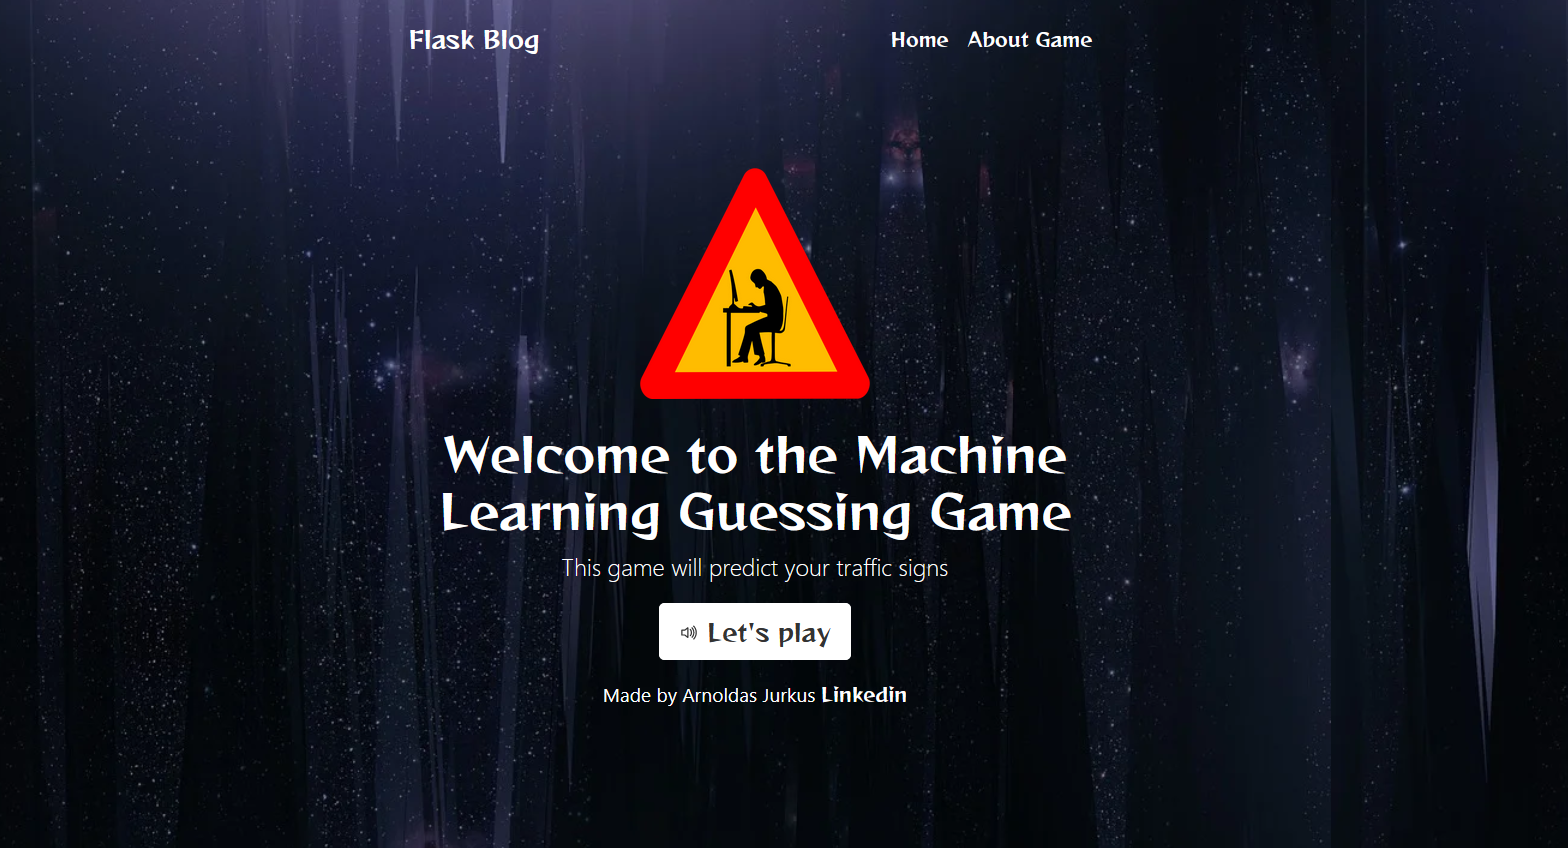 Flask Blog
Home About Game
Welcome to the Machine
Learning Guessing Game
This game will predict your traffic signs
Let's play
Made by Arnoldas Jurkus Linkedin